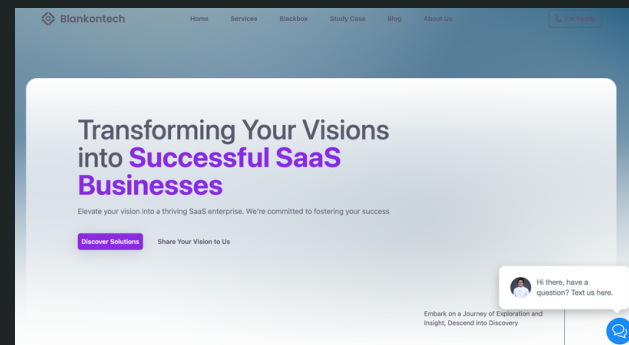 Blankontech
Home Services Blackbox Study Case Blog About Us
I'm Ready
Transforming Your Visions
into Successful SaaS
Businesses
Elevate your vision into a thriving SaaS enterprise. We're committed to fostering your success
Discover Solutions Share Your Vision to Us
Hi there, have a
question? Text us here.
Embark on a Journey of Exploration and
Insight, Descend into Discovery